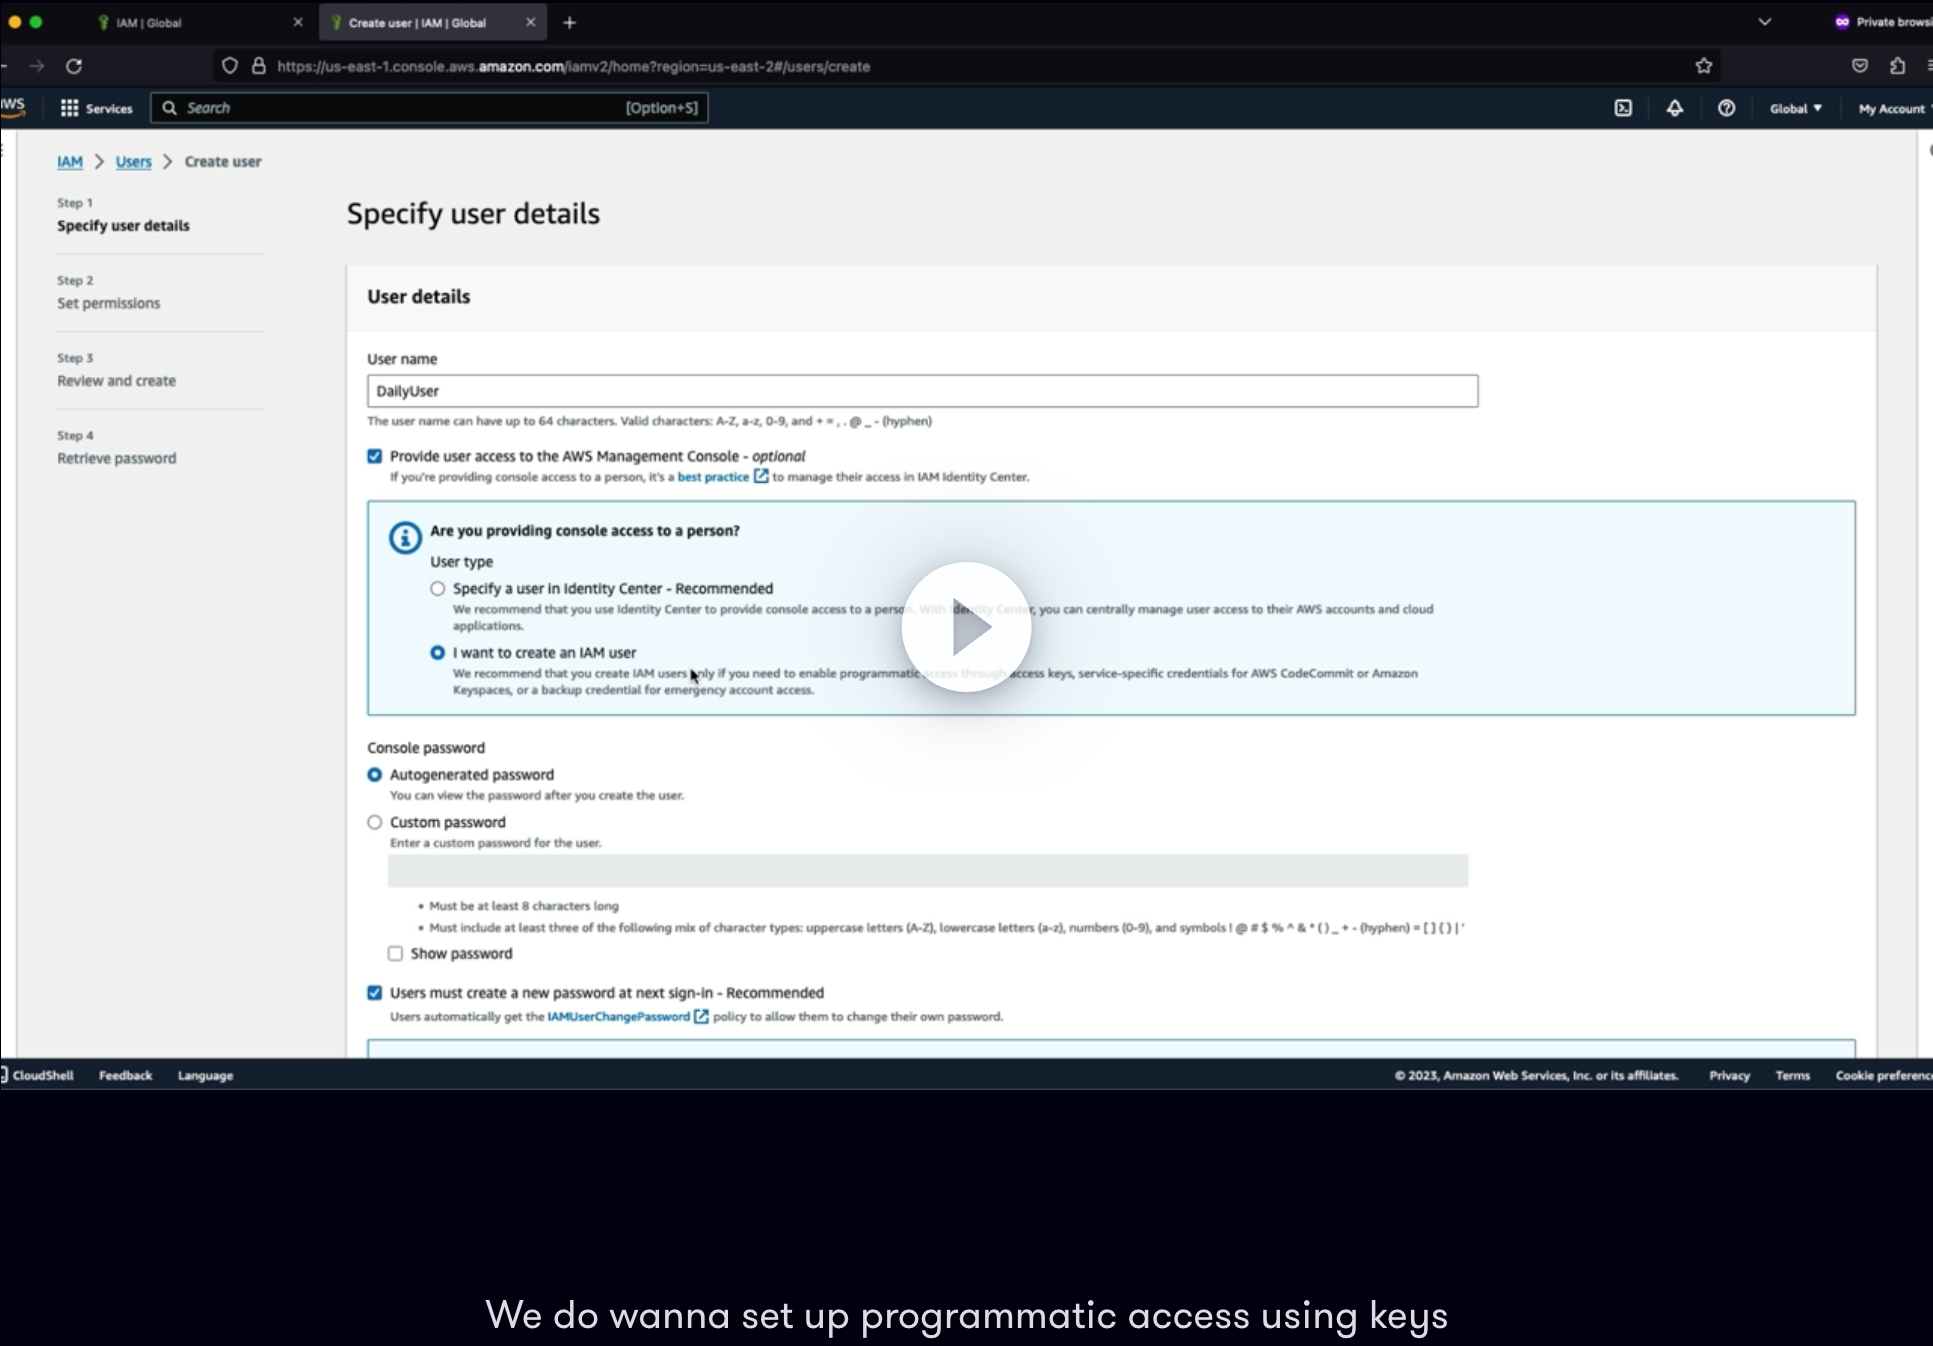 IAM | Global
Create user | IAM | Global
Private browsi
https://us-east-1.console.aws.amazon.com/iamv2/home?region=us-east-2#/users/create
Services
Search
[Option+S]
Global
My Account
IAM > Users > Create user
Step 1
Specify user details
Step 2
Set permissions
Step 3
Review and create
Step 4
Retrieve password
Specify user details
User details
User name
DailyUser
The user name can have up to 64 characters. Valid characters: A-Z, a-z, 0-9, and + = , . @ _ - (hyphen)
Provide user access to the AWS Management Console - optional
If you're providing console access to a person, it's a best practice to manage their access in IAM Identity Center.
Are you providing console access to a person?
User type
Specify a user in Identity Center - Recommended
We recommend that you use Identity Center to provide console access to a person. With Identity Center, you can centrally manage user access to their AWS accounts and cloud
applications.
I want to create an IAM user
We recommend that you create IAM users only if you need to enable programmatic access through access keys, service-specific credentials for AWS CodeCommit or Amazon
Keyspaces, or a backup credential for emergency account access.
Console password
Autogenerated password
You can view the password after you create the user.
Custom password
Enter a custom password for the user.
• Must be at least 8 characters long
• Must include at least three of the following mix of character types: uppercase letters (A-Z), lowercase letters (a-z), numbers (0-9), and symbols ! @ # $ % ^ & * ( ) _ + - (hyphen) = [ ] { } | '
Show password
Users must create a new password at next sign-in - Recommended
Users automatically get the IAMUserChangePassword policy to allow them to change their own password.
CloudShell
Feedback
Language
© 2023, Amazon Web Services, Inc. or its affiliates.
Privacy
Terms
Cookie preferenc
We do wanna set up programmatic access using keys